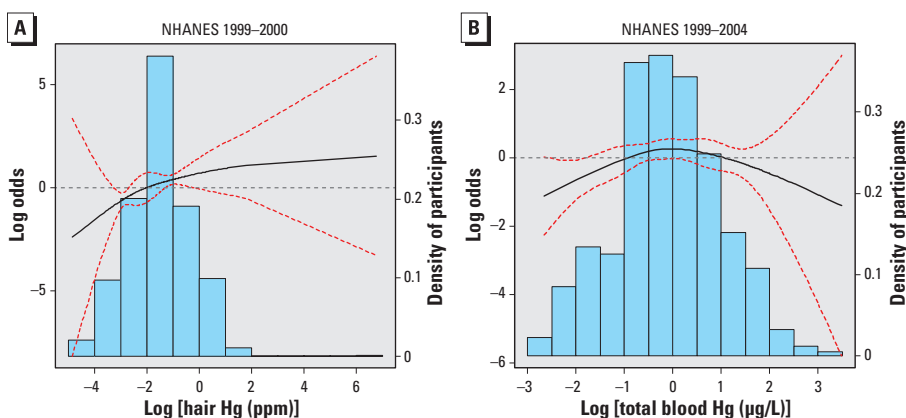 A
NHANES 1999–2000
Log odds
5
0
–5
0.3
0.2
0.1
0
Density of participants
–4
–2
0
2
4
6
Log [hair Hg (ppm)]
B
NHANES 1999–2004
Log odds
2
0
–2
–4
–6
0.3
0.2
0.1
0
Density of participants
–3
–2
–1
0
1
2
3
Log [total blood Hg (µg/L)]